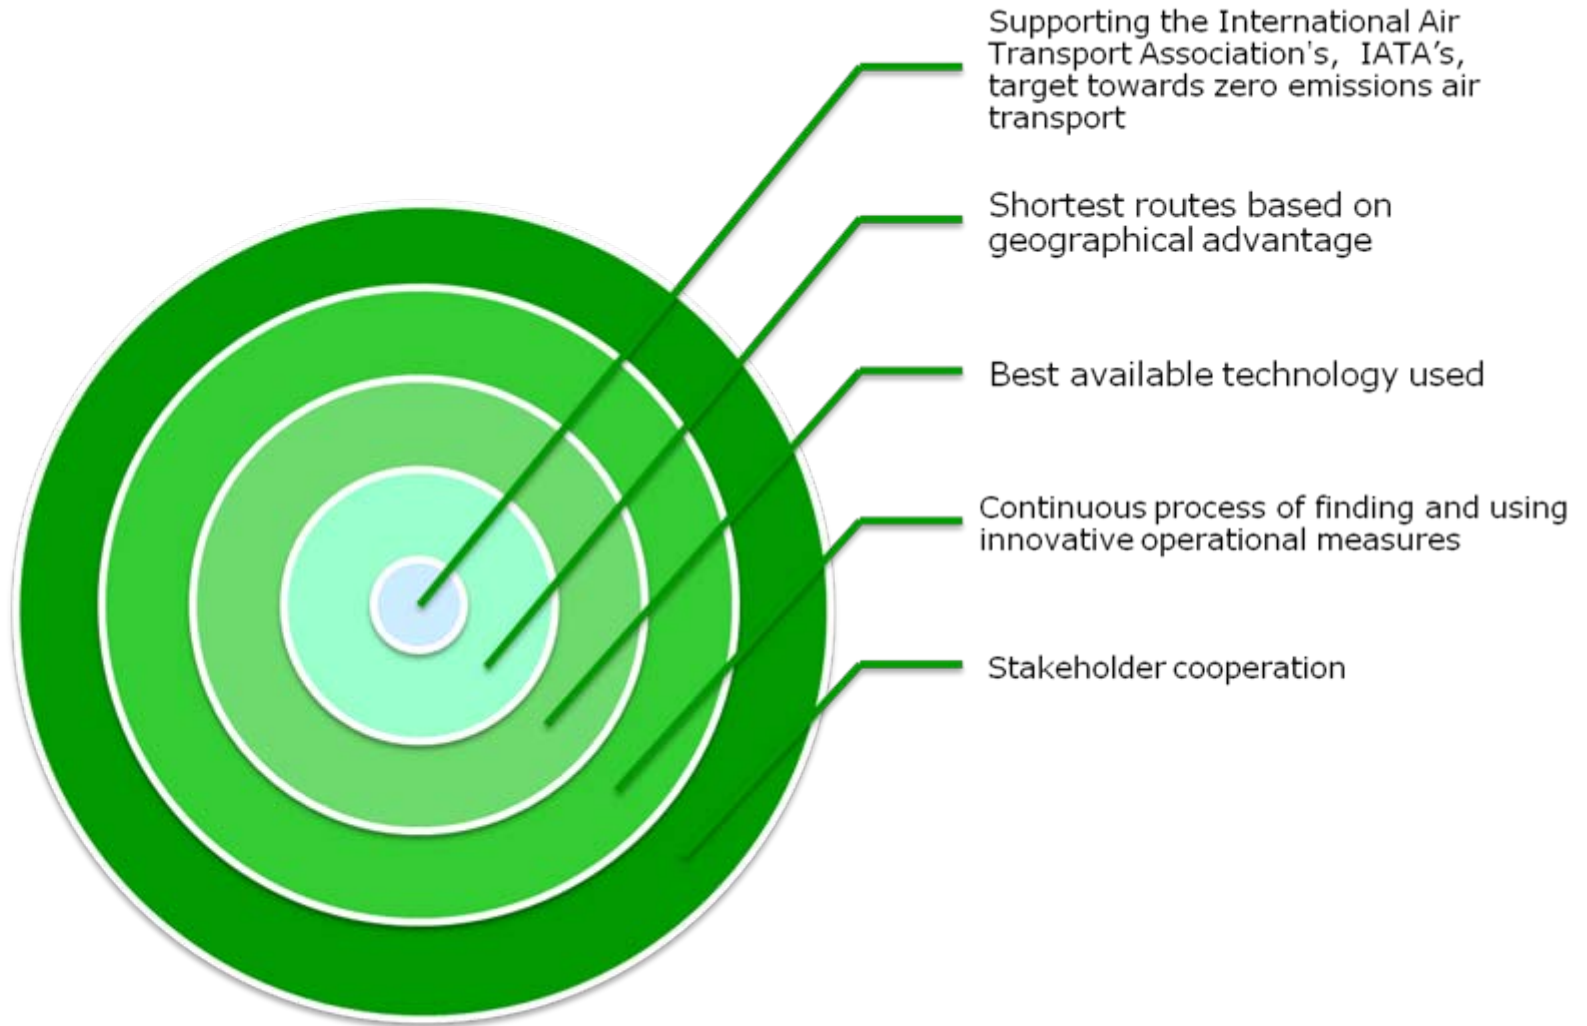 Supporting the International Air
Transport Association's, IATA’s,
target towards zero emissions air
transport
Shortest routes based on
geographical advantage
Best available technology used
Continuous process of finding and using
innovative operational measures
Stakeholder cooperation